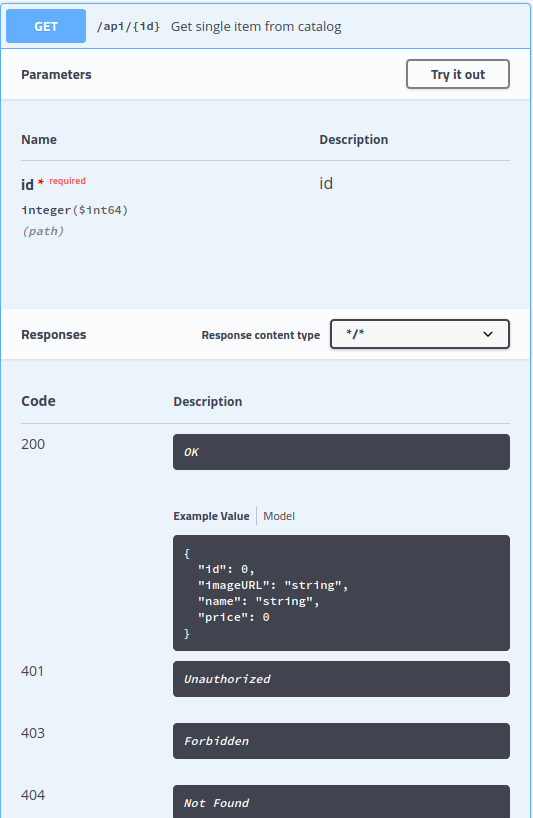 GET /api/{id} Get single item from catalog
Parameters Try it out
Name Description
id * required id
integer($int64)
(path)
Responses Response content type */*
Code Description
200 OK
Example Value Model
{
"id": 0,
"imageURL": "string",
"name": "string",
"price": 0
}
401 Unauthorized
403 Forbidden
404 Not Found